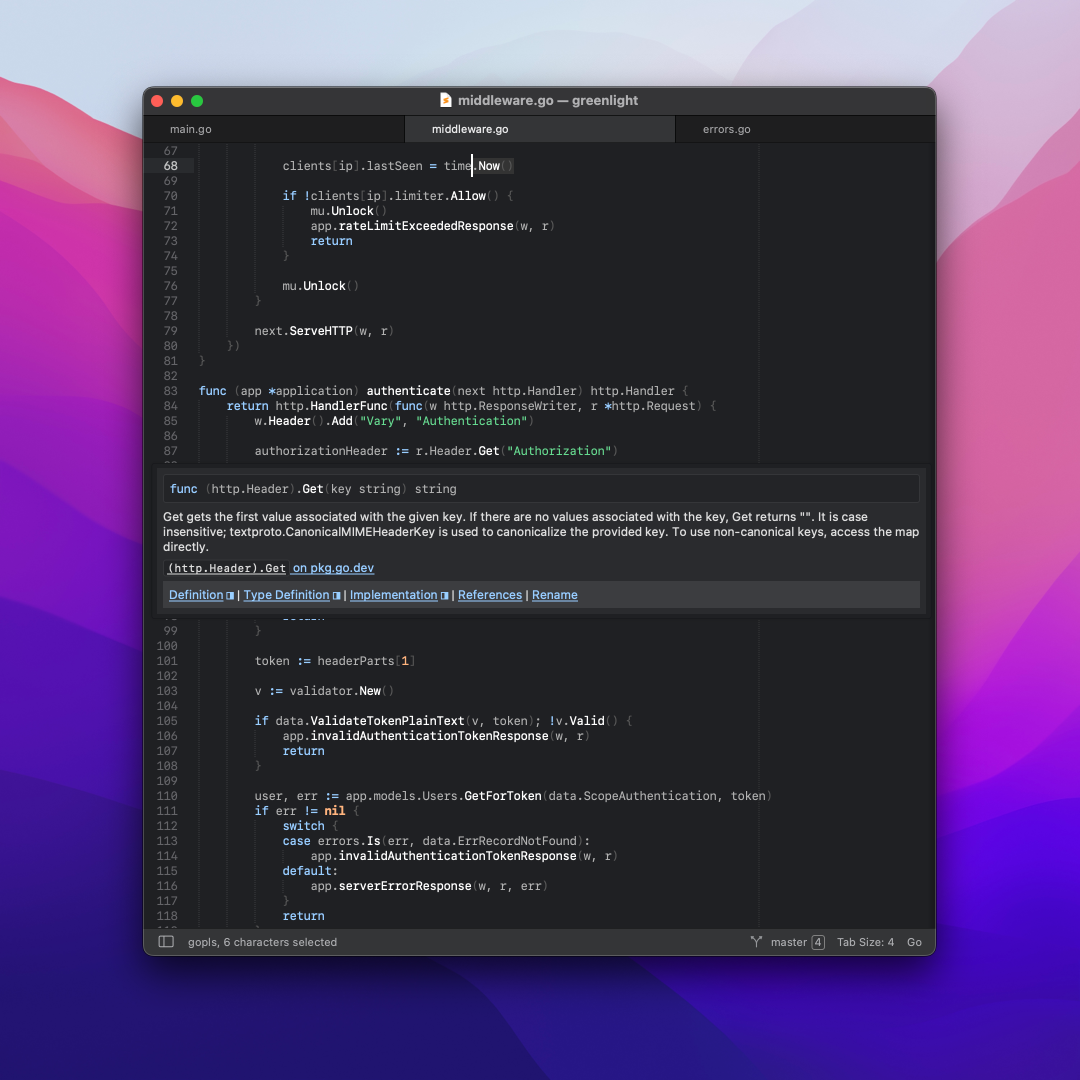 middleware.go — greenlight
main.go
middleware.go
errors.go
67
68 clients[ip].lastSeen = time.Now()
69
70 if !clients[ip].limiter.Allow() {
71 mu.Unlock()
72 app.rateLimitExceededResponse(w, r)
73 return
74 }
75
76 mu.Unlock()
77 }
78
79 next.ServeHTTP(w, r)
80 })
81 }
82
83 func (app *application) authenticate(next http.Handler) http.Handler {
84 return http.HandlerFunc(func(w http.ResponseWriter, r *http.Request) {
85 w.Header().Add("Vary", "Authentication")
86
87 authorizationHeader := r.Header.Get("Authorization")
func (http.Header).Get(key string) string
Get gets the first value associated with the given key. If there are no values associated with the key, Get returns "". It is case
insensitive; textproto.CanonicalMIMEHeaderKey is used to canonicalize the provided key. To use non-canonical keys, access the map
directly.
(http.Header).Get on pkg.go.dev
Definition | Type Definition | Implementation | References | Rename
99 }
100
101 token := headerParts[1]
102
103 v := validator.New()
104
105 if data.ValidateTokenPlainText(v, token); !v.Valid() {
106 app.invalidAuthenticationTokenResponse(w, r)
107 return
108 }
109
110 user, err := app.models.Users.GetForToken(data.ScopeAuthentication, token)
111 if err != nil {
112 switch {
113 case errors.Is(err, data.ErrRecordNotFound):
114 app.invalidAuthenticationTokenResponse(w, r)
115 default:
116 app.serverErrorResponse(w, r, err)
117 }
118 return
gopls, 6 characters selected
master 4 Tab Size: 4 Go